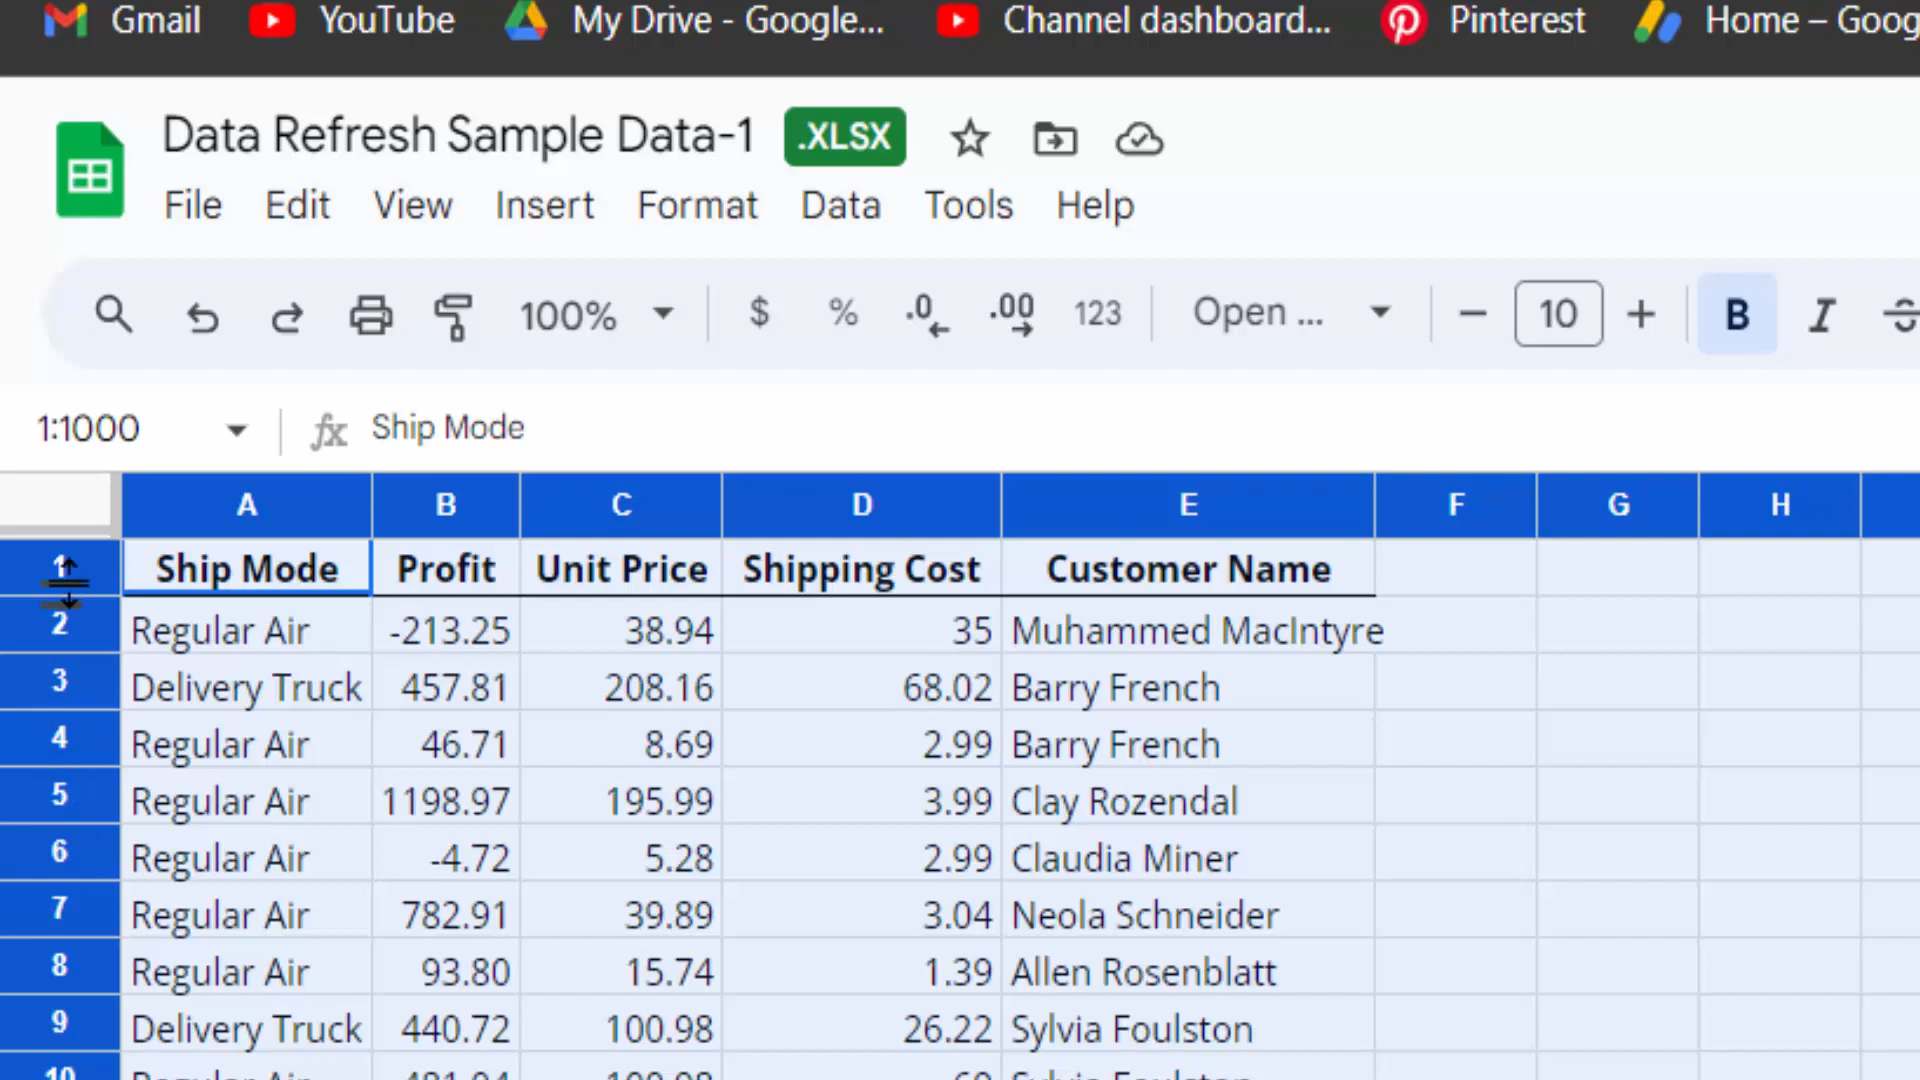 Gmail YouTube My Drive - Google... Channel dashboard... Pinterest Home – Goog
Data Refresh Sample Data-1 .XLSX
File Edit View Insert Format Data Tools Help
100% $ % .0 .00 123 Open ... 10 B I S
1:1000 fx Ship Mode
A B C D E F G H
1 Ship Mode Profit Unit Price Shipping Cost Customer Name
2 Regular Air -213.25 38.94 35 Muhammed MacIntyre
3 Delivery Truck 457.81 208.16 68.02 Barry French
4 Regular Air 46.71 8.69 2.99 Barry French
5 Regular Air 1198.97 195.99 3.99 Clay Rozendal
6 Regular Air -4.72 5.28 2.99 Claudia Miner
7 Regular Air 782.91 39.89 3.04 Neola Schneider
8 Regular Air 93.80 15.74 1.39 Allen Rosenblatt
9 Delivery Truck 440.72 100.98 26.22 Sylvia Foulston
10 Regular Air